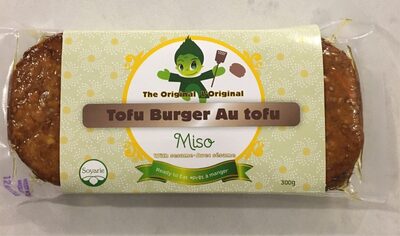 The Original L'Original
Tofu Burger Au tofu
Miso
With sesame-avec sésame
Ready to Eat • prêt à manger
Soyarie
300g